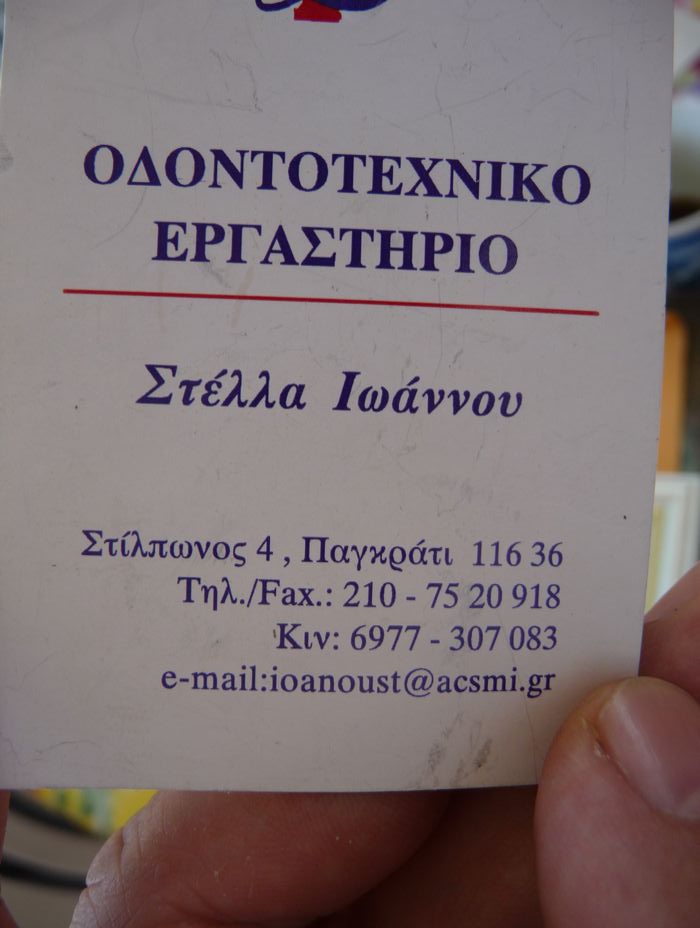 ΟΔΟΝΤΟΤΕΧΝΙΚΟ
ΕΡΓΑΣΤΗΡΙΟ
Στέλλα Ιωάννου
Στίλπωνος 4 , Παγκράτι 116 36
Τηλ./Fax.: 210 - 75 20 918
Κιν: 6977 - 307 083
e-mail:ioanoust@acsmi.gr